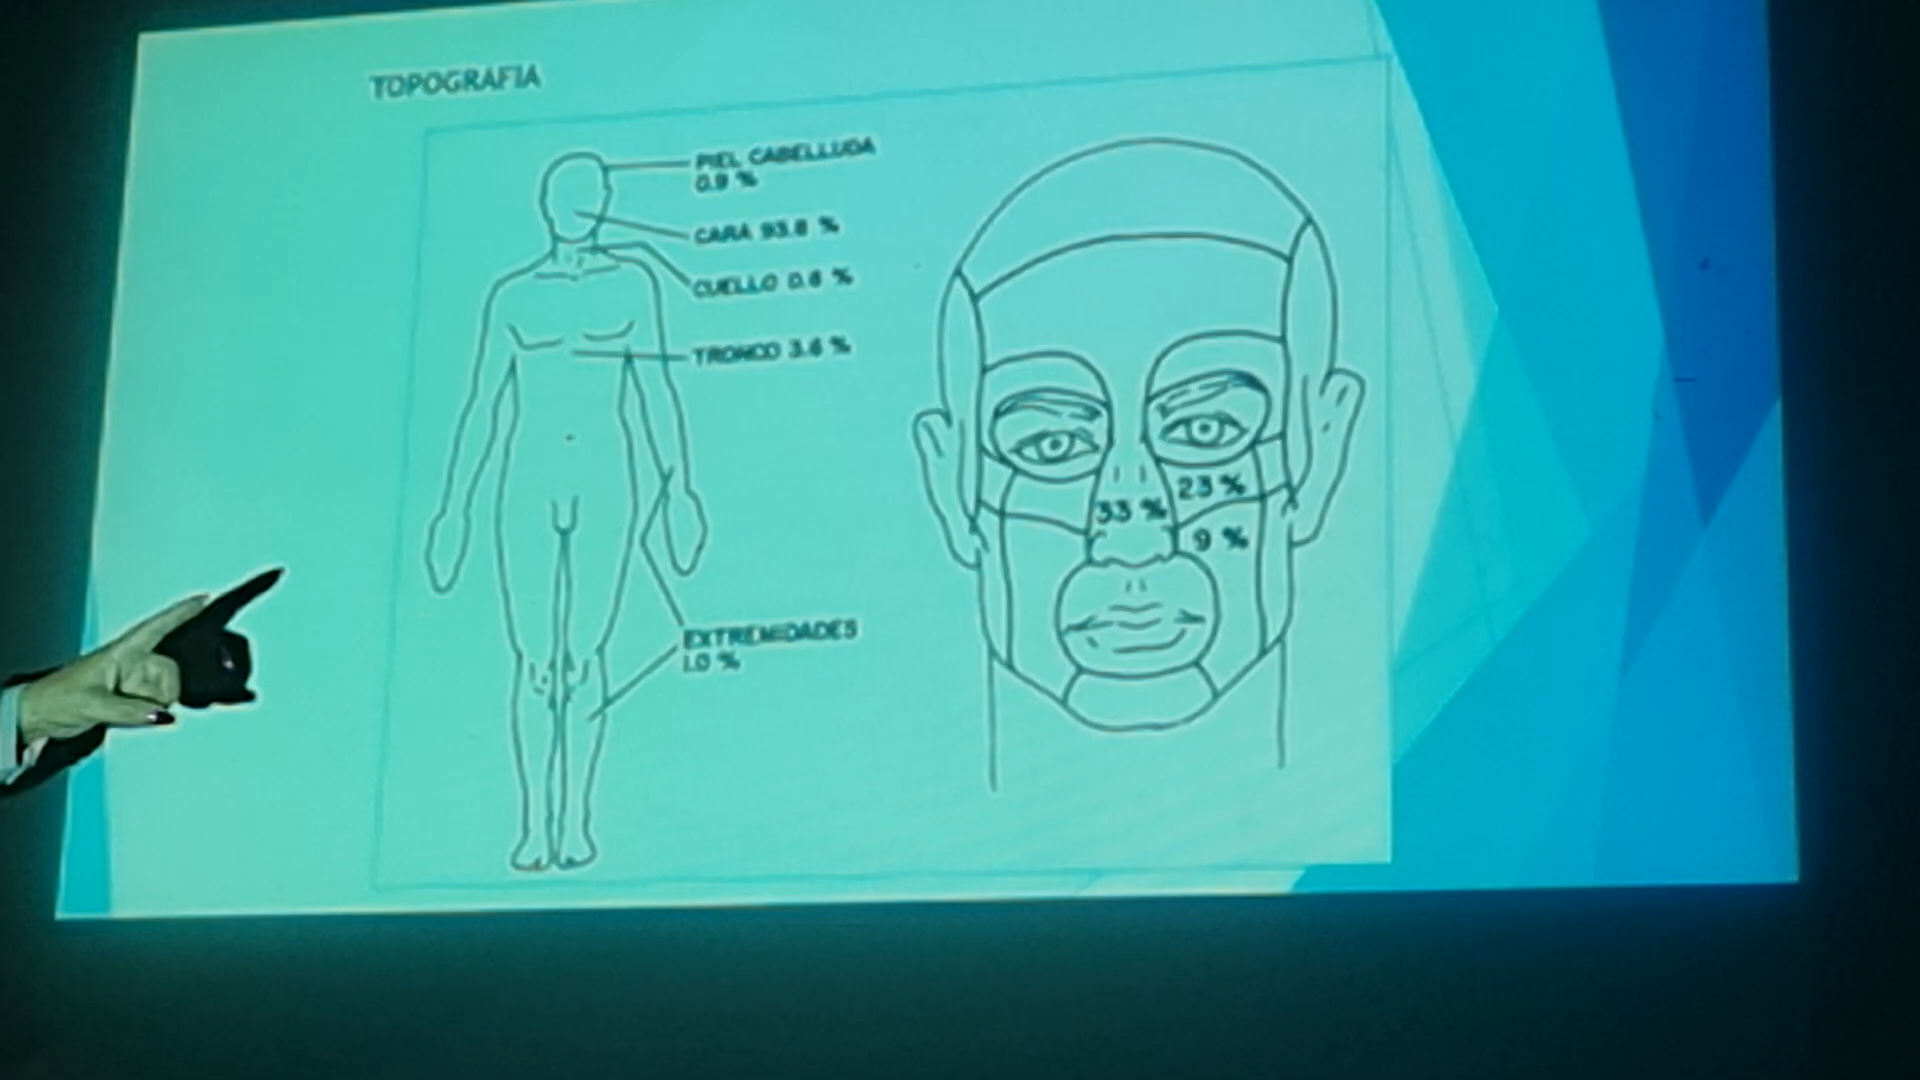 TOPOGRAFIA
PIEL CABELLUDA
0.9 %
CARA 93.8 %
CUELLO 0.6 %
TRONCO 3.6 %
33 %
23 %
9 %
EXTREMIDADES
1.0 %